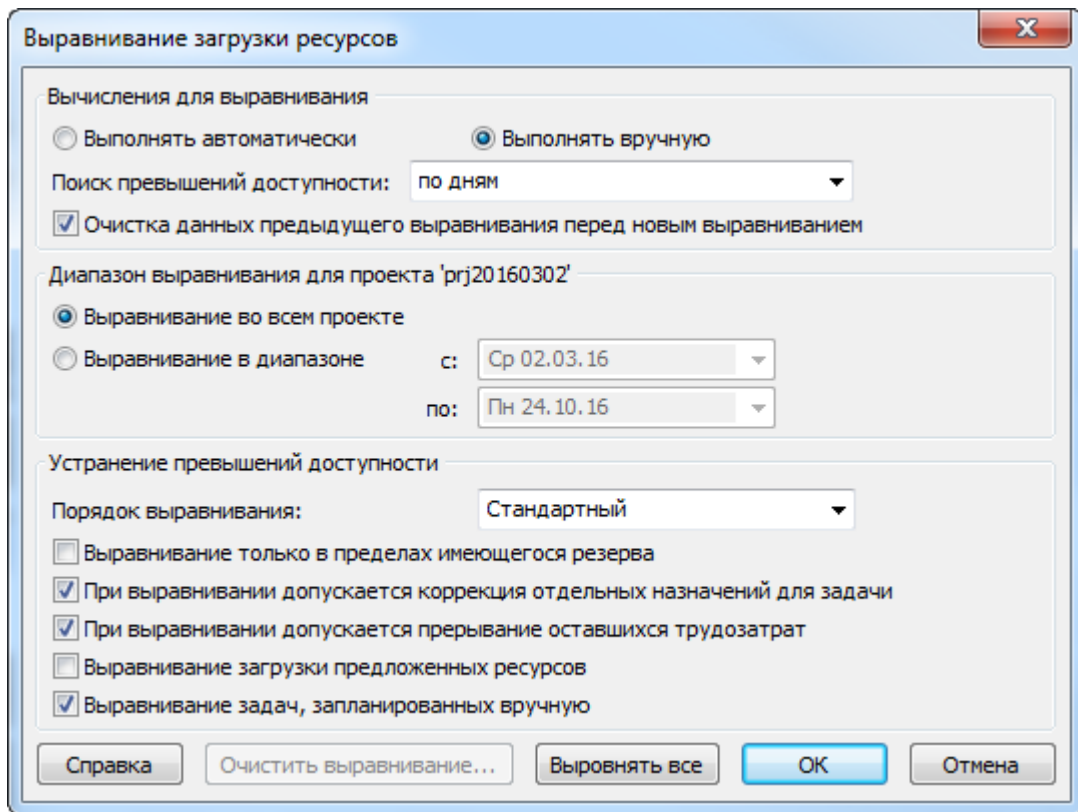 Выравнивание загрузки ресурсов
Вычисления для выравнивания
Выполнять автоматически Выполнять вручную
Поиск превышений доступности: по дням
Очистка данных предыдущего выравнивания перед новым выравниванием
Диапазон выравнивания для проекта 'prj20160302'
Выравнивание во всем проекте
Выравнивание в диапазоне с: Ср 02.03.16
по: Пн 24.10.16
Устранение превышений доступности
Порядок выравнивания: Стандартный
Выравнивание только в пределах имеющегося резерва
При выравнивании допускается коррекция отдельных назначений для задачи
При выравнивании допускается прерывание оставшихся трудозатрат
Выравнивание загрузки предложенных ресурсов
Выравнивание задач, запланированных вручную
Справка Очистить выравнивание... Выровнять все ОК Отмена